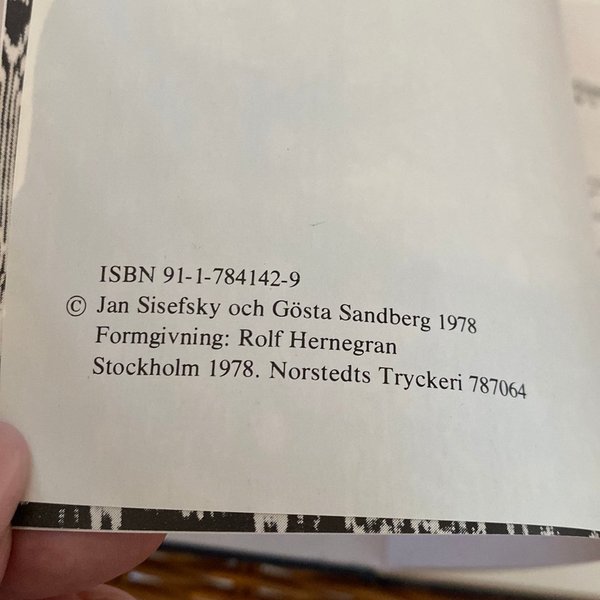 ISBN 91-1-784142-9
© Jan Sisefsky och Gösta Sandberg 1978
Formgivning: Rolf Hernegran
Stockholm 1978. Norstedts Tryckeri 787064